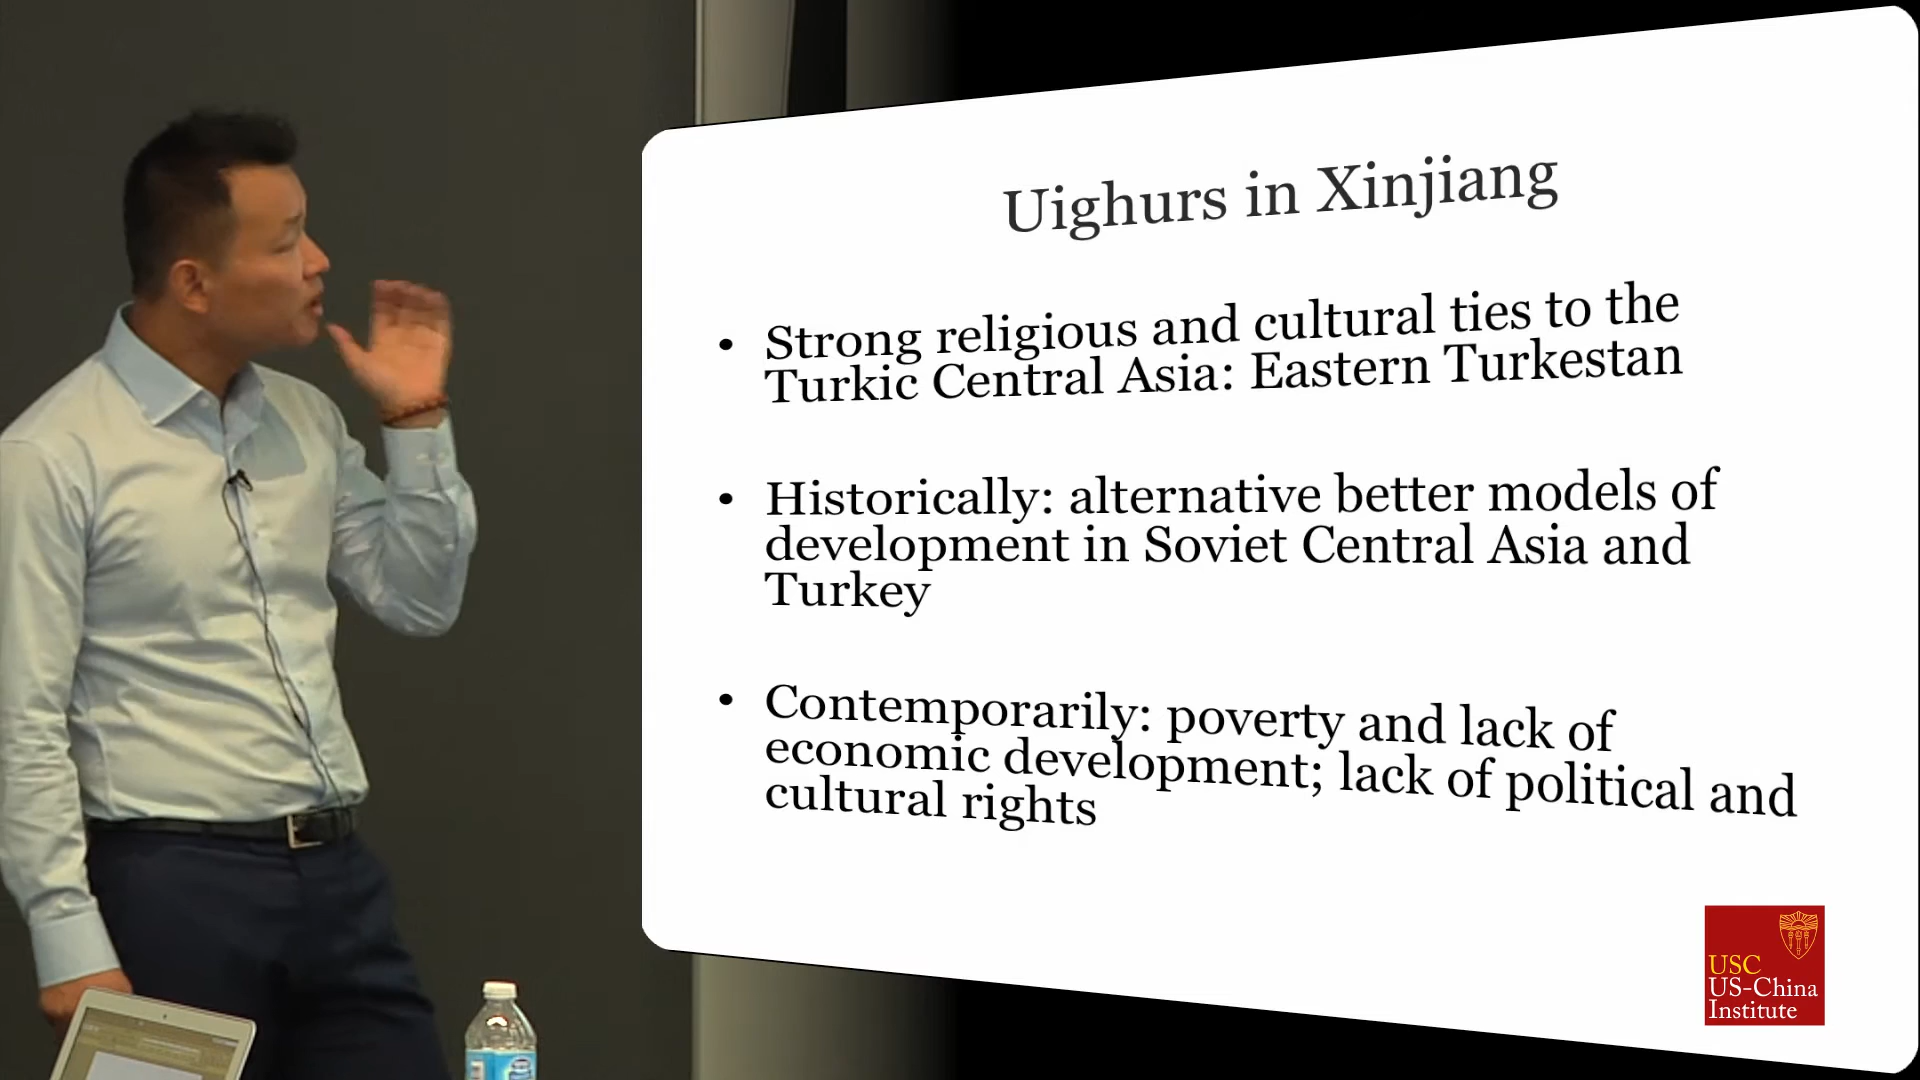 Uighurs in Xinjiang
• Strong religious and cultural ties to the
Turkic Central Asia: Eastern Turkestan
• Historically: alternative better models of
development in Soviet Central Asia and
Turkey
• Contemporarily: poverty and lack of
economic development; lack of political and
cultural rights
USC
US-China
Institute